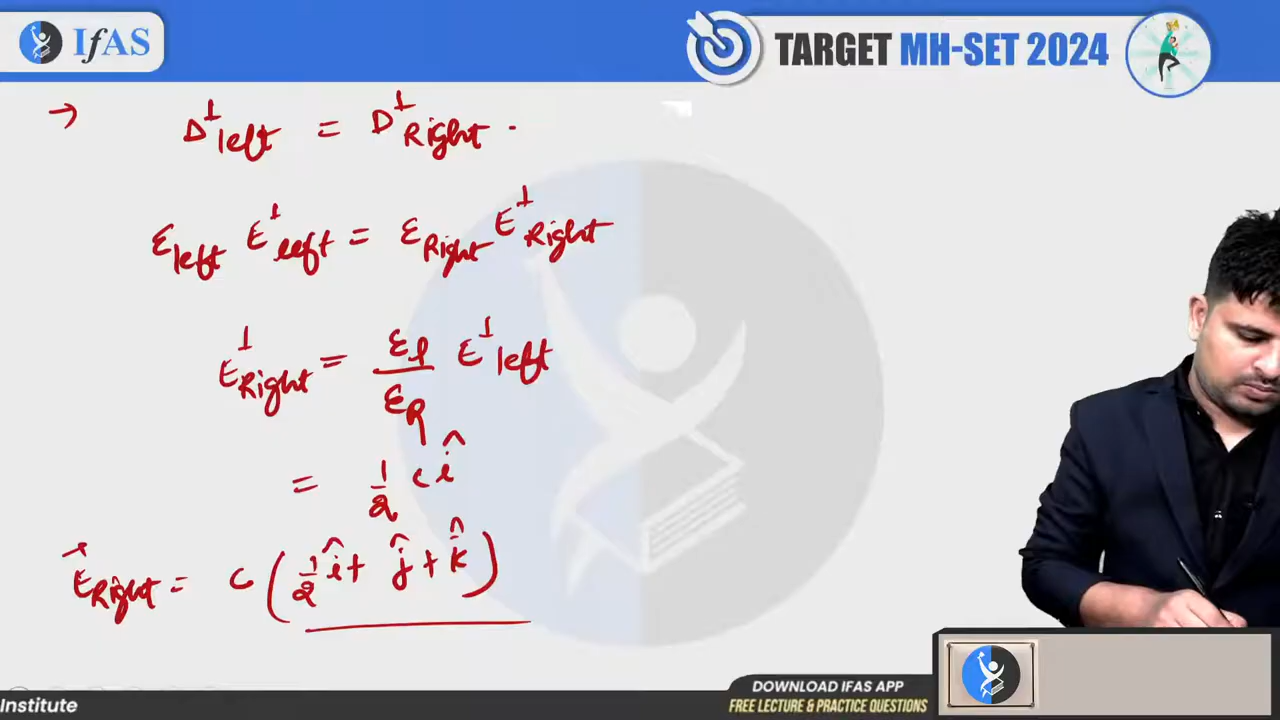 IfAS
TARGET MH-SET 2024
→ D⊥left = D⊥Right .
εleft E⊥left = εRight E⊥Right
E⊥Right = εl/εR E⊥left
= 1/2 c î
E⃗Right = c ( 1/2 î + ĵ + k̂ )
Institute
DOWNLOAD IFAS APP
FREE LECTURE & PRACTICE QUESTIONS